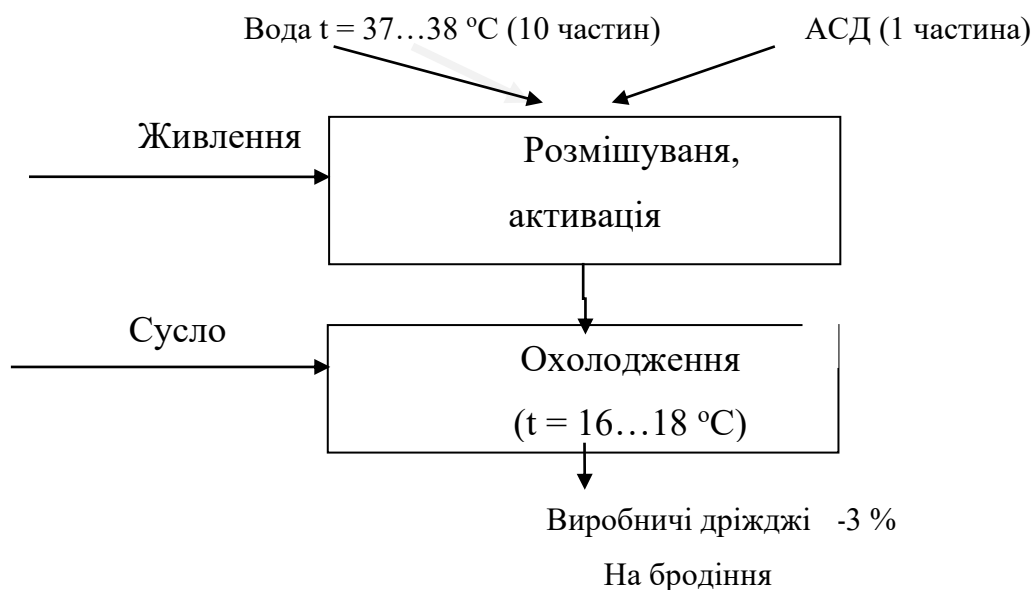 Вода t = 37…38 ºС (10 частин) АСД (1 частина)
Живлення
Розмішуваня,
активація
Сусло
Охолодження
(t = 16…18 ºС)
Виробничі дріжджі -3 %
На бродіння